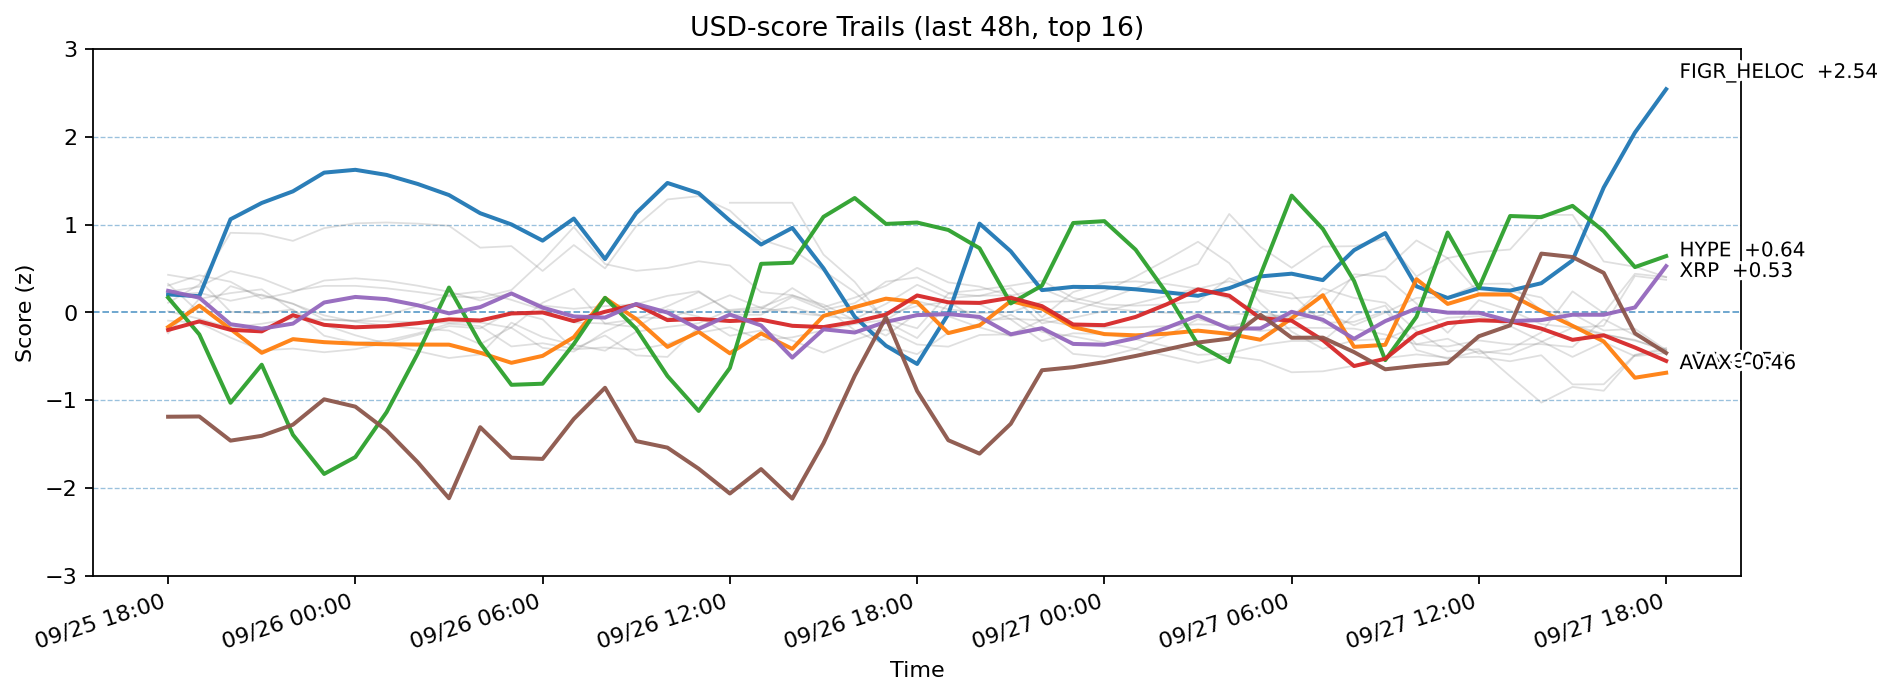 USD-score Trails (last 48h, top 16)
Score (z)
3
2
1
0
−1
−2
−3
FIGR_HELOC +2.54
HYPE +0.64
XRP +0.53
AVAX -0.46
09/25 18:00
09/26 00:00
09/26 06:00
09/26 12:00
09/26 18:00
09/27 00:00
09/27 06:00
09/27 12:00
09/27 18:00
Time